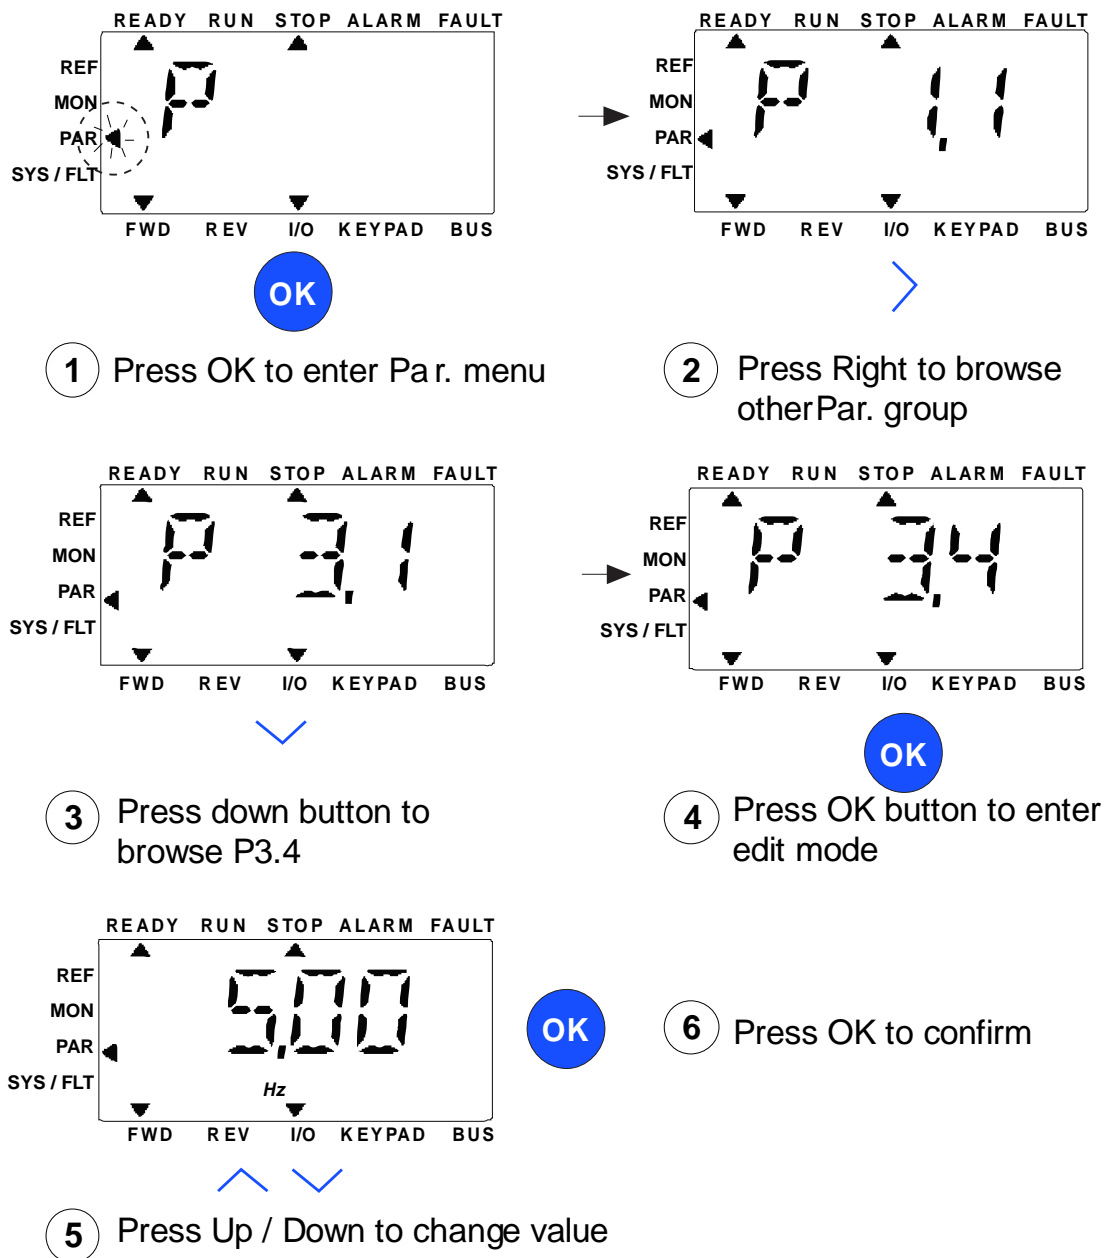 READY RUN STOP ALARM FAULT
REF
MON
PAR
SYS / FLT
P
FWD REV I/O KEYPAD BUS
OK
1 Press OK to enter Par. menu
READY RUN STOP ALARM FAULT
REF
MON
PAR
SYS / FLT
P 1.1
FWD REV I/O KEYPAD BUS
2 Press Right to browse
otherPar. group
READY RUN STOP ALARM FAULT
REF
MON
PAR
SYS / FLT
P 3.1
FWD REV I/O KEYPAD BUS
3 Press down button to
browse P3.4
READY RUN STOP ALARM FAULT
REF
MON
PAR
SYS / FLT
P 3.4
FWD REV I/O KEYPAD BUS
OK
4 Press OK button to enter
edit mode
READY RUN STOP ALARM FAULT
REF
MON
PAR
SYS / FLT
5.00
Hz
FWD REV I/O KEYPAD BUS
5 Press Up / Down to change value
OK
6 Press OK to confirm